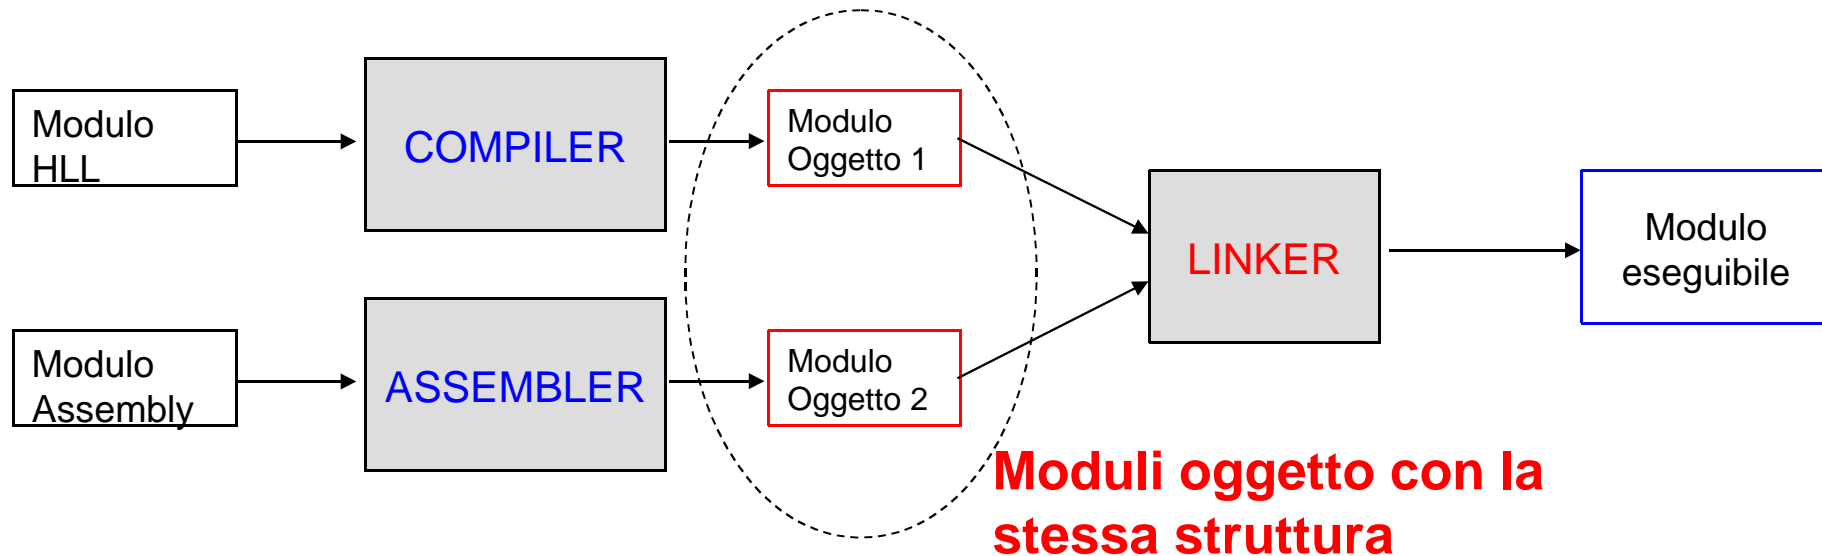 Modulo
HLL
COMPILER
Modulo
Oggetto 1
LINKER
Modulo
eseguibile
Modulo
Assembly
ASSEMBLER
Modulo
Oggetto 2
Moduli oggetto con la
stessa struttura